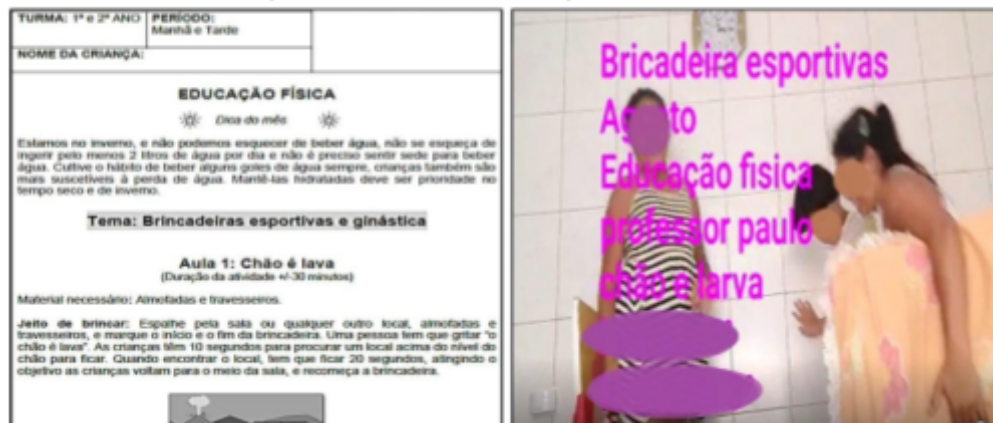 TURMA: 1º e 2º ANO
PERÍODO:
Manhã e Tarde
NOME DA CRIANÇA:
EDUCAÇÃO FÍSICA
Dica do mês
Estamos no inverno, e não podemos esquecer de beber água, não se esqueça de
ingerir pelo menos 2 litros de água por dia e não é preciso sentir sede para beber
água. Cultive o hábito de beber alguns goles de água sempre, crianças também são
mais suscetíveis à perda de água. Mantê-las hidratadas deve ser prioridade no
tempo seco e de inverno.
Tema: Brincadeiras esportivas e ginástica
Aula 1: Chão é lava
(Duração da atividade +/-30 minutos)
Material necessário: Almofadas e travesseiros.
Jeito de brincar: Espalhe pela sala ou qualquer outro local, almofadas e
travesseiros, e marque o início e o fim da brincadeira. Uma pessoa tem que gritar "o
chão é lava". As crianças têm 10 segundos para procurar um local acima do nível do
chão para ficar. Quando encontrar o local, tem que ficar 20 segundos, atingindo o
objetivo as crianças voltam para o meio da sala, e recomeça a brincadeira.
Bricadeira esportivas
Agosto
Educação fisica
professor paulo
chão e larva